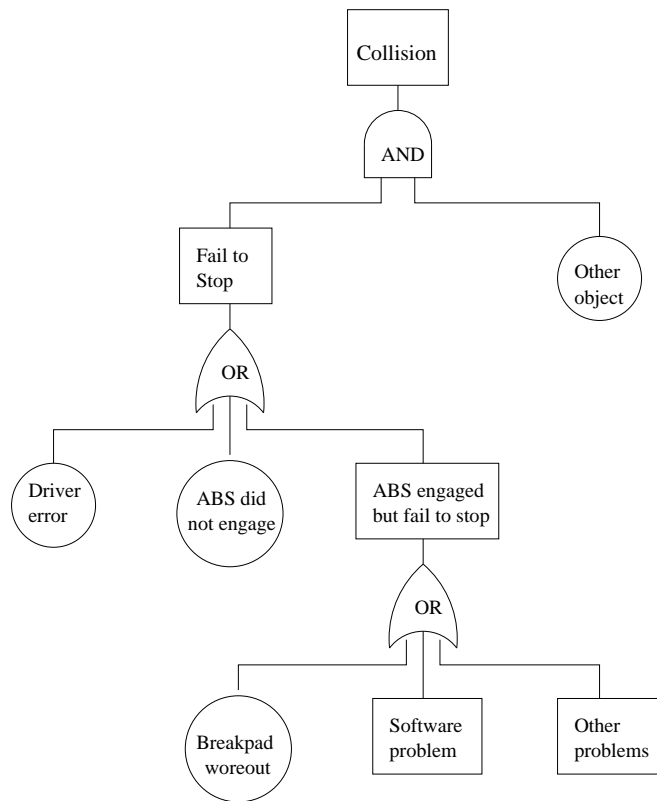 Collision
AND
Fail to
Stop
Other
object
OR
Driver
error
ABS did
not engage
ABS engaged
but fail to stop
OR
Breakpad
woreout
Software
problem
Other
problems